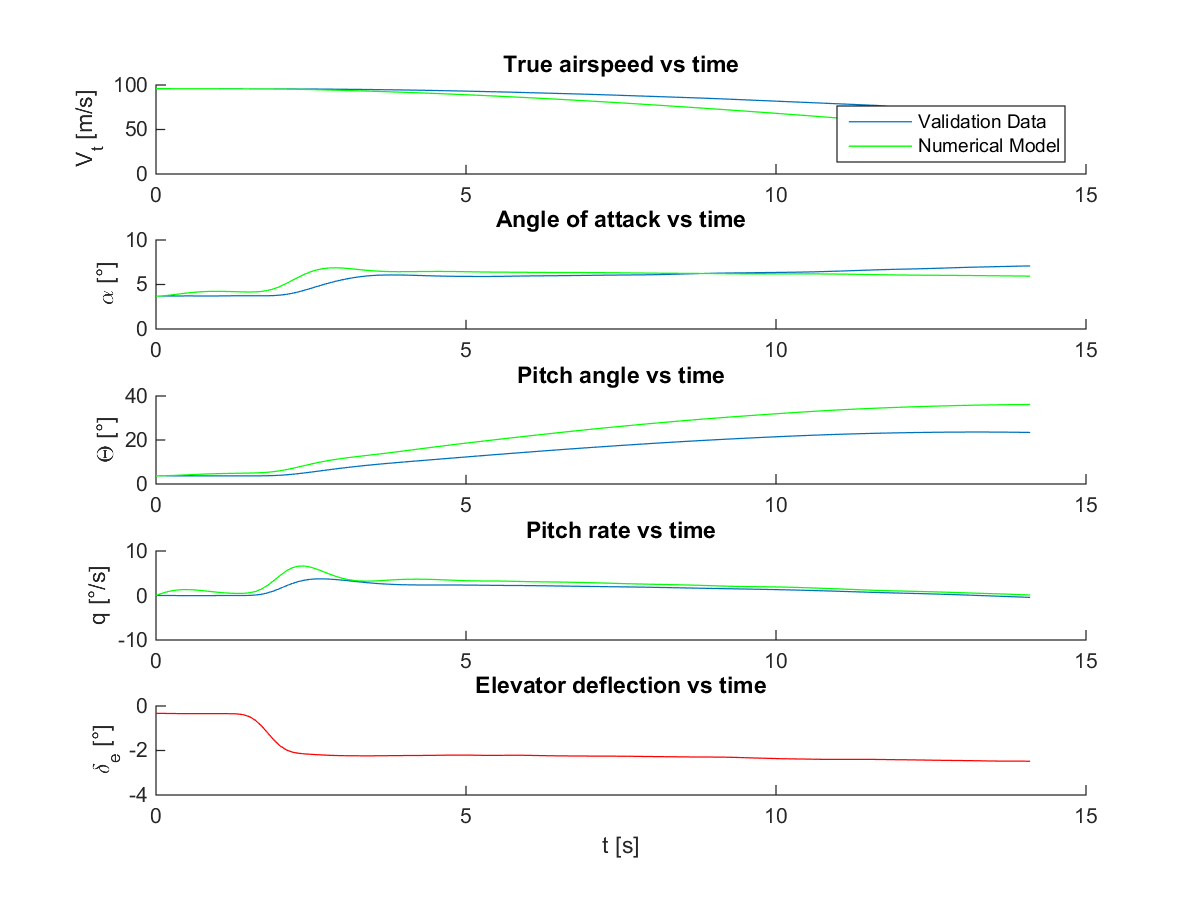 True airspeed vs time
V_t [m/s]
100
50
0
0 5 10 15
Validation Data
Numerical Model
Angle of attack vs time
α [°]
10
5
0
0 5 10 15
Pitch angle vs time
Θ [°]
40
20
0
0 5 10 15
Pitch rate vs time
q [°/s]
10
0
-10
0 5 10 15
Elevator deflection vs time
δ_e [°]
0
-2
-4
0 5 10 15
t [s]